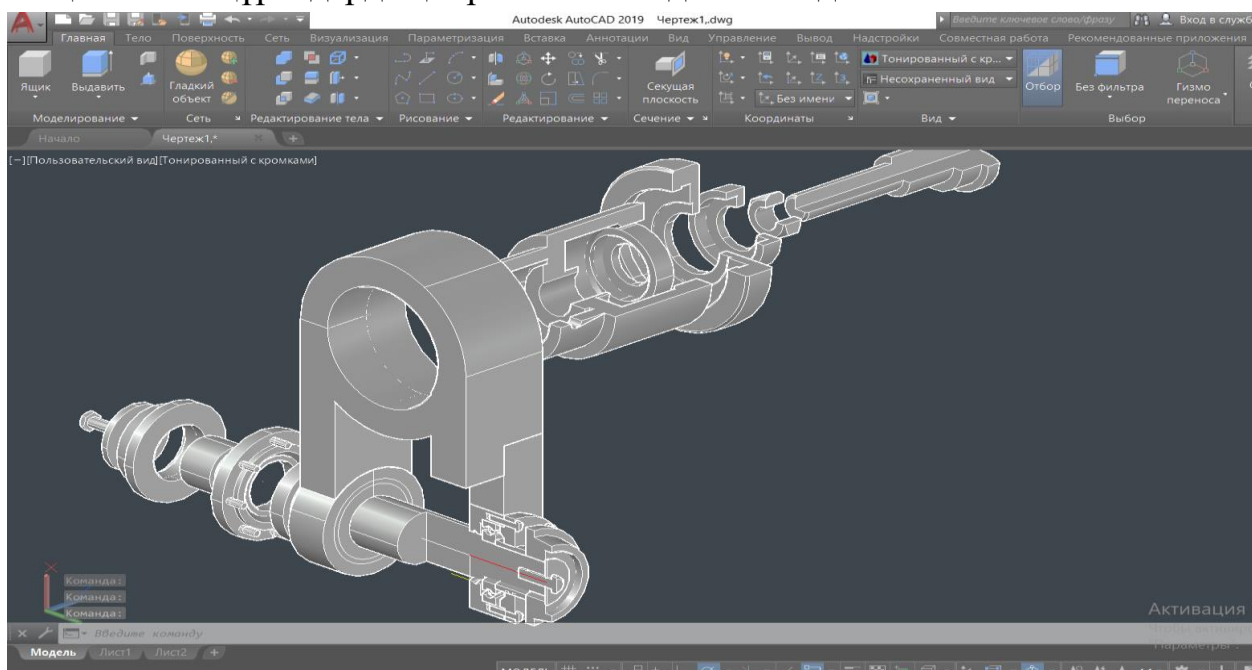 Autodesk AutoCAD 2019 Чертеж1,.dwg
Введите ключевое слово/фразу Вход в служб
Главная Тело Поверхность Сеть Визуализация Параметризация Вставка Аннотации Вид Управление Вывод Надстройки Совместная работа Рекомендованные приложения
Ящик Выдавить Гладкий объект Секущая плоскость
Без имени
Тонированный с кр...
Несохраненный вид
Отбор Без фильтра Гизмо переноса
Моделирование Сеть Редактирование тела Рисование Редактирование Сечение Координаты Вид Выбор
Начало Чертеж1,*
[−][Пользовательский вид][Тонированный с кромками]
Команда:
Команда:
Команда:
Активация
Параметры
Введите команду
Модель Лист1 Лист2 +